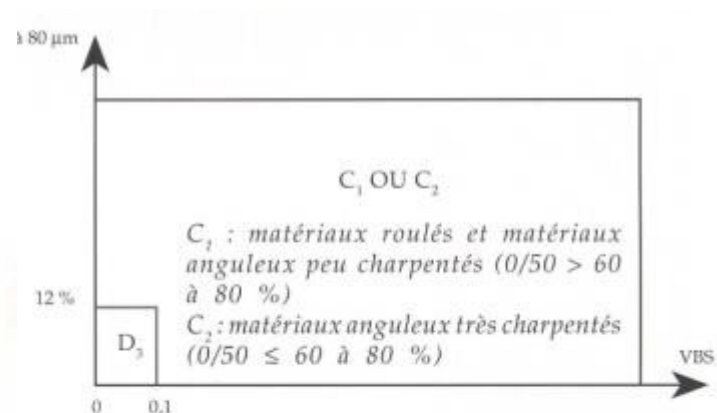 à 80 µm
C₁ OU C₂
C₁ : matériaux roulés et matériaux
anguleux peu charpentés (0/50 > 60
à 80 %)
12 %
C₂ : matériaux anguleux très charpentés
D₃
(0/50 ≤ 60 à 80 %)
VBS
0
0.1